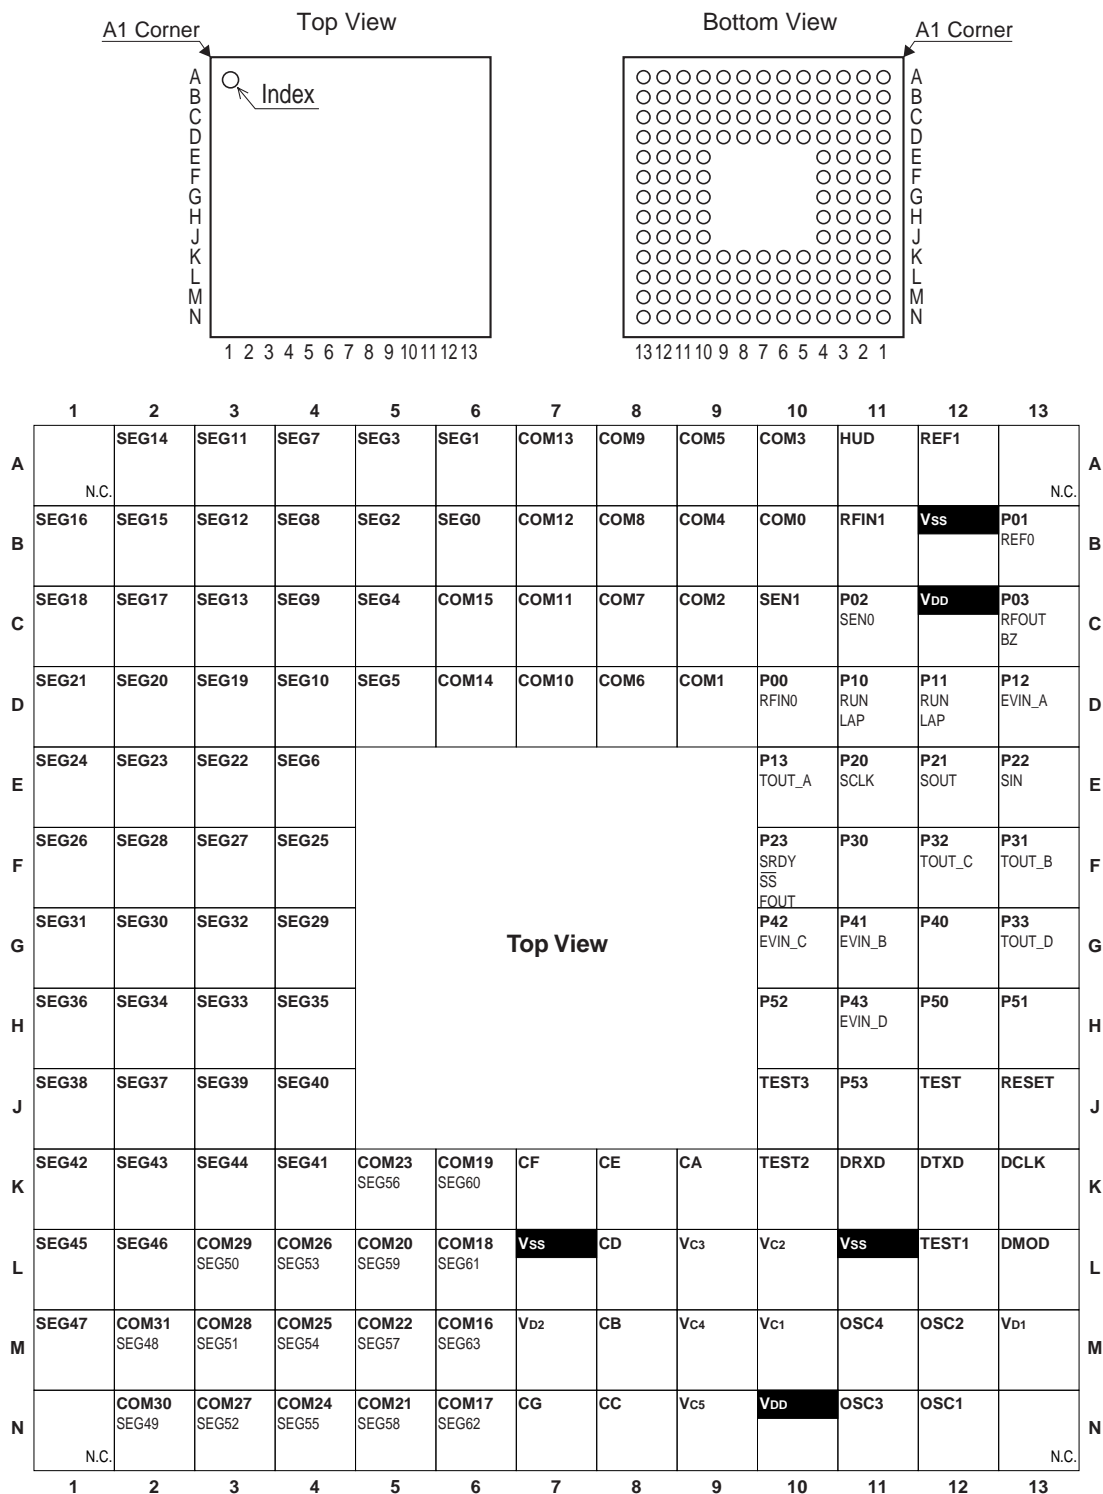 Top View
Bottom View
A1 Corner
A1 Corner
Index
A
B
C
D
E
F
G
H
J
K
L
M
N
1 2 3 4 5 6 7 8 9 10 11 12 13
A
B
C
D
E
F
G
H
J
K
L
M
N
13 12 11 10 9 8 7 6 5 4 3 2 1
1 2 3 4 5 6 7 8 9 10 11 12 13
A N.C. SEG14 SEG11 SEG7 SEG3 SEG1 COM13 COM9 COM5 COM3 HUD REF1 N.C. A
SEG16 SEG15 SEG12 SEG8 SEG2 SEG0 COM12 COM8 COM4 COM0 RFIN1 VSS P01
REF0
B B
SEG18 SEG17 SEG13 SEG9 SEG4 COM15 COM11 COM7 COM2 SEN1 P02 VDD P03
SEN0 RFOUT
C C
BZ
SEG21 SEG20 SEG19 SEG10 SEG5 COM14 COM10 COM6 COM1 P00 P10 P11 P12
RFIN0 RUN RUN EVIN_A
D D
LAP LAP
SEG24 SEG23 SEG22 SEG6 P13 P20 P21 P22
TOUT_A SCLK SOUT SIN
E E
SEG26 SEG28 SEG27 SEG25 P23 P30 P32 P31
SRDY TOUT_C TOUT_B
F F
SS
FOUT
SEG31 SEG30 SEG32 SEG29 P42 P41 P40 P33
EVIN_C EVIN_B TOUT_D
G Top View G
SEG36 SEG34 SEG33 SEG35 P52 P43 P50 P51
EVIN_D
H H
SEG38 SEG37 SEG39 SEG40 TEST3 P53 TEST RESET
J J
SEG42 SEG43 SEG44 SEG41 COM23 COM19 CF CE CA TEST2 DRXD DTXD DCLK
SEG56 SEG60
K K
SEG45 SEG46 COM29 COM26 COM20 COM18 VSS CD VC3 VC2 VSS TEST1 DMOD
SEG50 SEG53 SEG59 SEG61
L L
SEG47 COM31 COM28 COM25 COM22 COM16 VD2 CB VC4 VC1 OSC4 OSC2 VD1
SEG48 SEG51 SEG54 SEG57 SEG63
M M
COM30 COM27 COM24 COM21 COM17 CG CC VC5 VDD OSC3 OSC1
SEG49 SEG52 SEG55 SEG58 SEG62
N N
N.C. N.C.
1 2 3 4 5 6 7 8 9 10 11 12 13